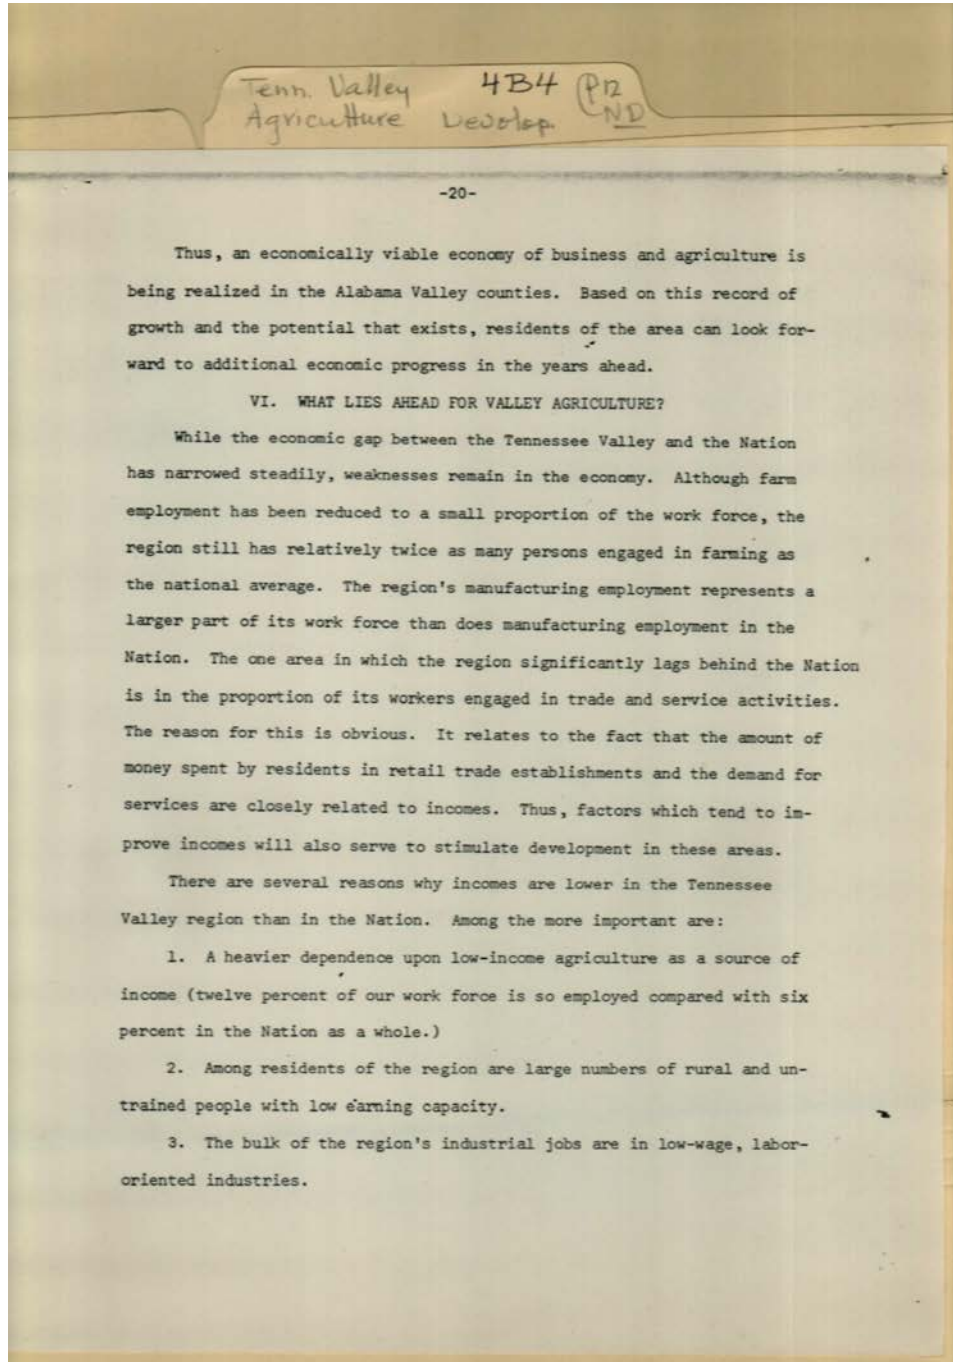 Tenn. Valley 4B4 P12
Agriculture Develop. ND
-20-
Thus, an economically viable economy of business and agriculture is
being realized in the Alabama Valley counties. Based on this record of
growth and the potential that exists, residents of the area can look for-
ward to additional economic progress in the years ahead.
VI. WHAT LIES AHEAD FOR VALLEY AGRICULTURE?
While the economic gap between the Tennessee Valley and the Nation
has narrowed steadily, weaknesses remain in the economy. Although farm
employment has been reduced to a small proportion of the work force, the
region still has relatively twice as many persons engaged in farming as
the national average. The region's manufacturing employment represents a
larger part of its work force than does manufacturing employment in the
Nation. The one area in which the region significantly lags behind the Nation
is in the proportion of its workers engaged in trade and service activities.
The reason for this is obvious. It relates to the fact that the amount of
money spent by residents in retail trade establishments and the demand for
services are closely related to incomes. Thus, factors which tend to im-
prove incomes will also serve to stimulate development in these areas.
There are several reasons why incomes are lower in the Tennessee
Valley region than in the Nation. Among the more important are:
1. A heavier dependence upon low-income agriculture as a source of
income (twelve percent of our work force is so employed compared with six
percent in the Nation as a whole.)
2. Among residents of the region are large numbers of rural and un-
trained people with low earning capacity.
3. The bulk of the region's industrial jobs are in low-wage, labor-
oriented industries.